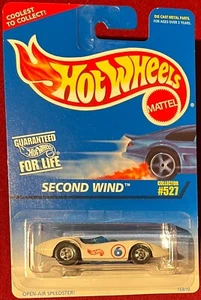 COOLEST
TO COLLECT!
DIE CAST METAL PARTS.
FOR AGES OVER 3 YEARS.
Hot Wheels
MATTEL
GUARANTEED
FOR LIFE
SECOND WIND™
COLLECTOR
#527
6
OPEN-AIR SPEEDSTER!